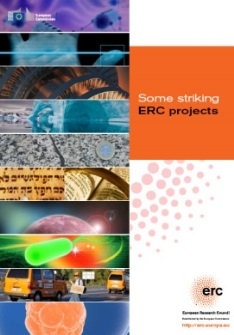 European
Commission
Some striking
ERC projects
erc
European Research Council
Established by the European Commission
http://erc.europa.eu